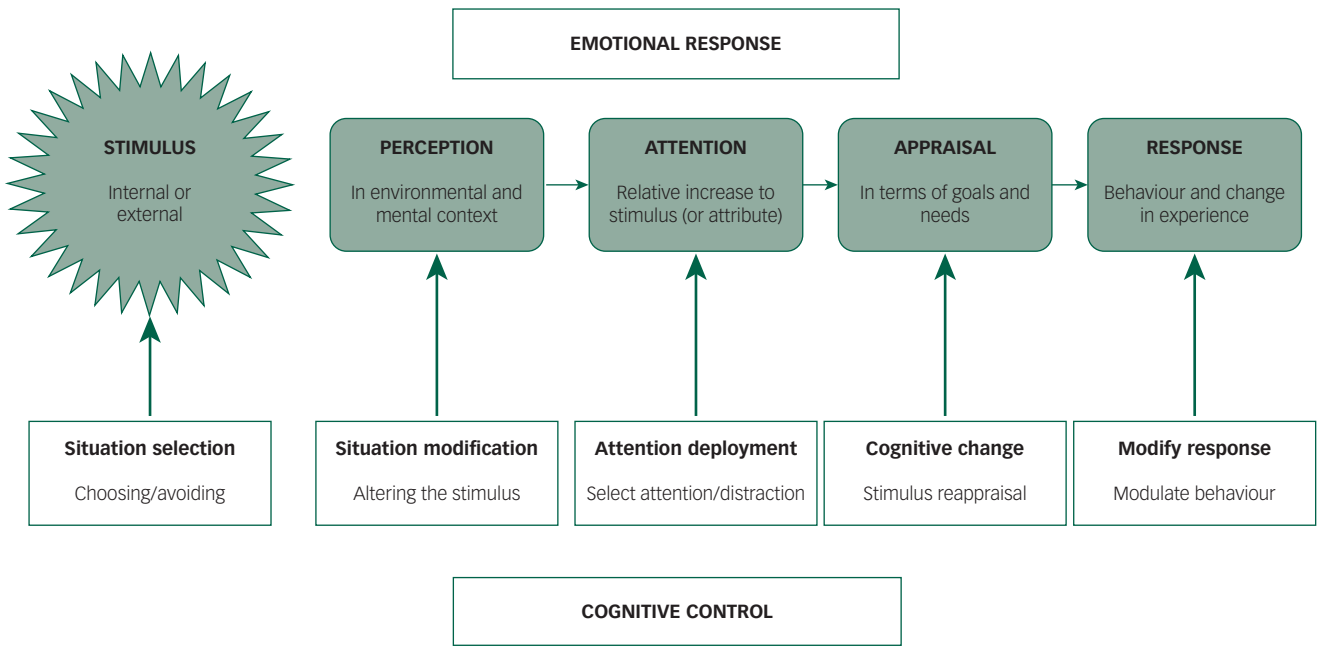 EMOTIONAL RESPONSE
STIMULUS
Internal or
external
PERCEPTION
In environmental and
mental context
ATTENTION
Relative increase to
stimulus (or attribute)
APPRAISAL
In terms of goals and
needs
RESPONSE
Behaviour and change
in experience
Situation selection
Choosing/avoiding
Situation modification
Altering the stimulus
Attention deployment
Select attention/distraction
Cognitive change
Stimulus reappraisal
Modify response
Modulate behaviour
COGNITIVE CONTROL